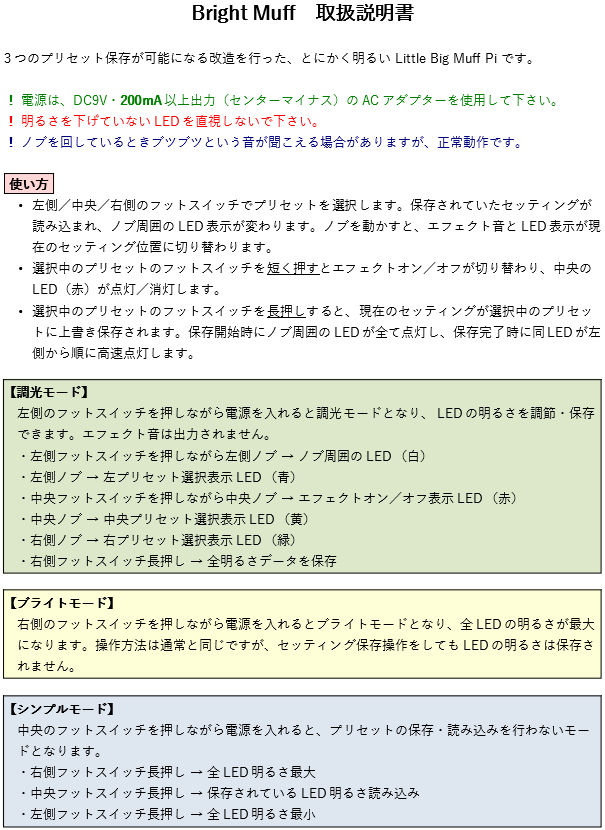 Bright Muff　取扱説明書
3つのプリセット保存が可能になる改造を行った、とにかく明るい Little Big Muff Pi です。
！ 電源は、DC9V・200mA以上出力（センターマイナス）の AC アダプターを使用して下さい。
！ 明るさを下げていない LED を直視しないで下さい。
！ ノブを回しているときブツブツという音が聞こえる場合がありますが、正常動作です。
使い方
• 左側／中央／右側のフットスイッチでプリセットを選択します。保存されていたセッティングが
読み込まれ、ノブ周囲の LED 表示が変わります。ノブを動かすと、エフェクト音と LED 表示が現
在のセッティング位置に切り替わります。
• 選択中のプリセットのフットスイッチを短く押すとエフェクトオン／オフが切り替わり、中央の
LED（赤）が点灯／消灯します。
• 選択中のプリセットのフットスイッチを長押しすると、現在のセッティングが選択中のプリセッ
トに上書き保存されます。保存開始時にノブ周囲の LED が全て点灯し、保存完了時に同 LED が左
側から順に高速点灯します。
【調光モード】
左側のフットスイッチを押しながら電源を入れると調光モードとなり、 LED の明るさを調節・保存
できます。エフェクト音は出力されません。
・左側フットスイッチを押しながら左側ノブ → ノブ周囲の LED （白）
・左側ノブ → 左プリセット選択表示 LED （青）
・中央フットスイッチを押しながら中央ノブ → エフェクトオン／オフ表示 LED （赤）
・中央ノブ → 中央プリセット選択表示 LED （黄）
・右側ノブ → 右プリセット選択表示 LED （緑）
・右側フットスイッチ長押し → 全明るさデータを保存
【ブライトモード】
右側のフットスイッチを押しながら電源を入れるとブライトモードとなり、全 LED の明るさが最大
になります。操作方法は通常と同じですが、セッティング保存操作をしても LED の明るさは保存さ
れません。
【シンプルモード】
中央のフットスイッチを押しながら電源を入れると、プリセットの保存・読み込みを行わないモー
ドとなります。
・右側フットスイッチ長押し → 全 LED 明るさ最大
・中央フットスイッチ長押し → 保存されている LED 明るさ読み込み
・左側フットスイッチ長押し → 全 LED 明るさ最小